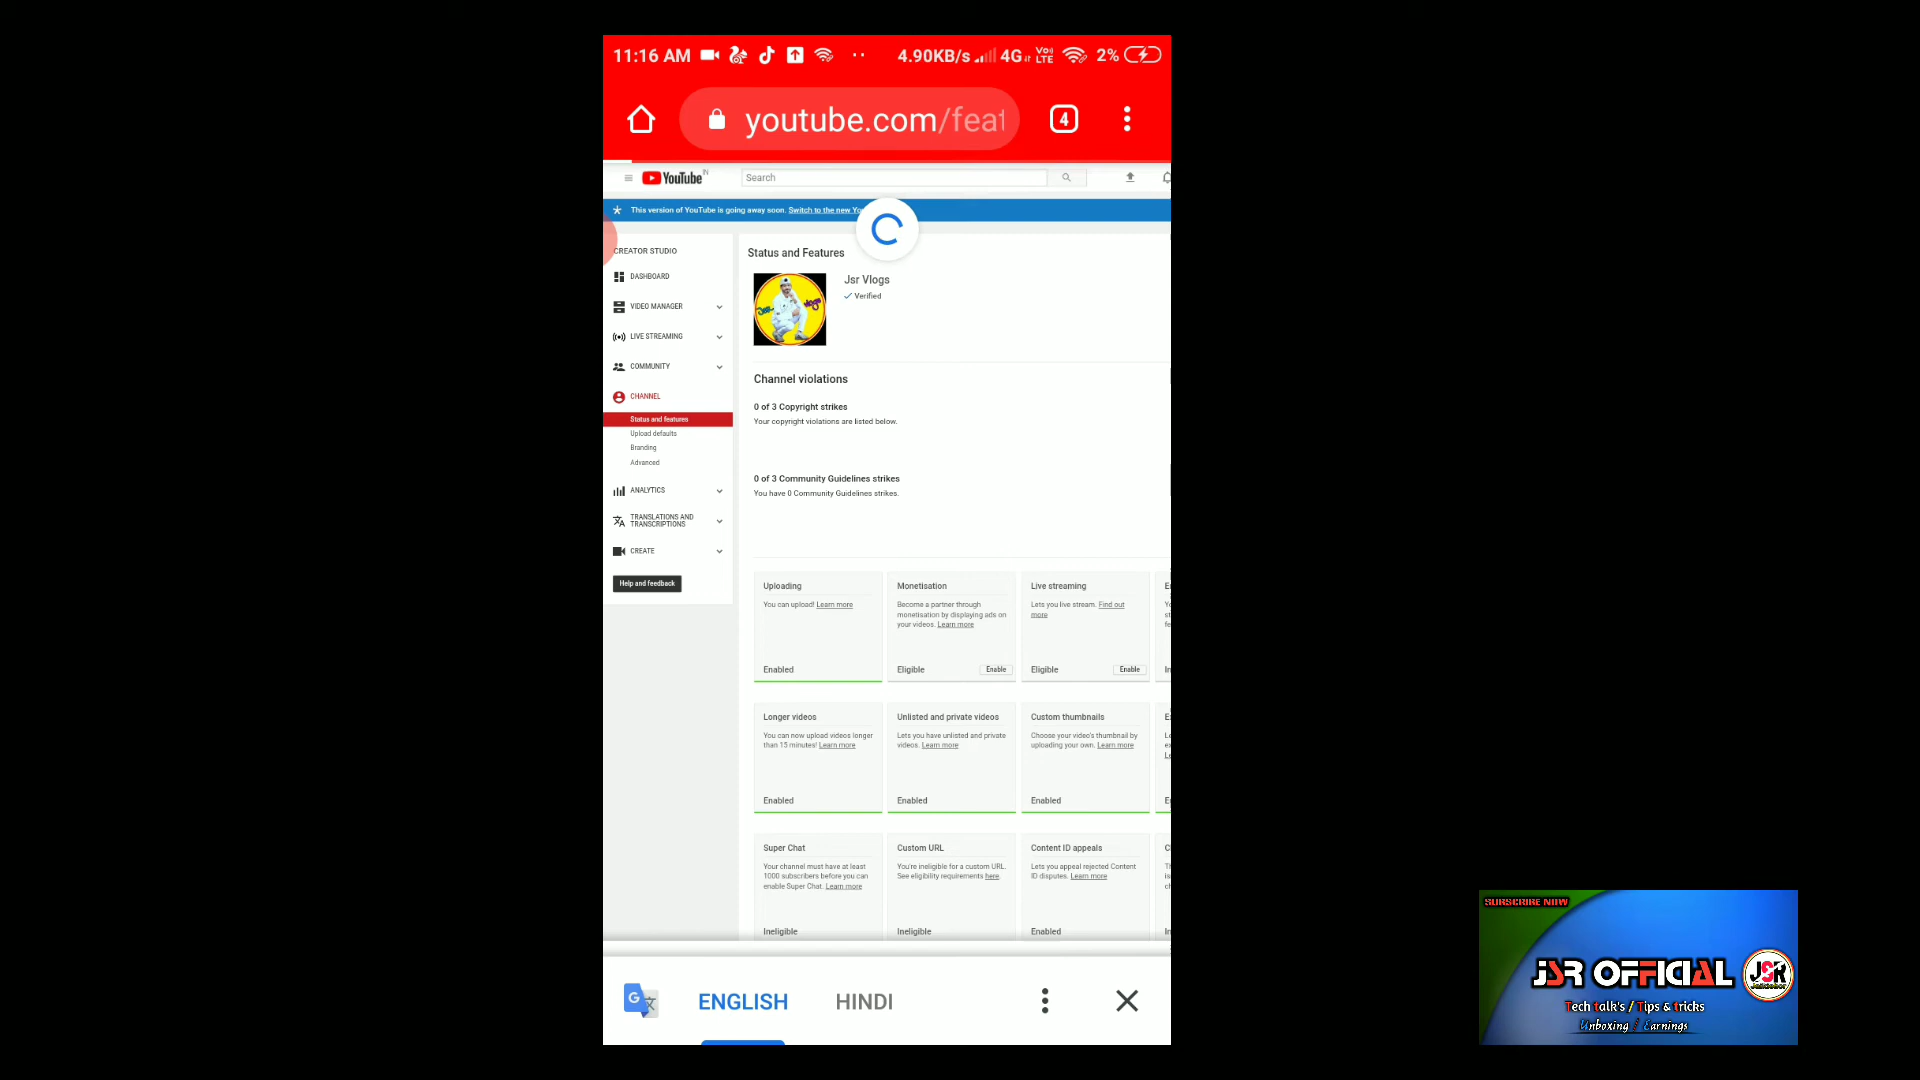 11:16 AM
4.90KB/s 4G Vo) LTE 2%
youtube.com/feat
4
YouTube IN
Search
This version of YouTube is going away soon. Switch to the new
CREATOR STUDIO
DASHBOARD
VIDEO MANAGER
LIVE STREAMING
COMMUNITY
CHANNEL
Status and features
Upload defaults
Branding
Advanced
ANALYTICS
TRANSLATIONS AND
TRANSCRIPTIONS
CREATE
Help and feedback
Status and Features
Jsr Vlogs
Verified
Channel violations
0 of 3 Copyright strikes
Your copyright violations are listed below.
0 of 3 Community Guidelines strikes
You have 0 Community Guidelines strikes.
Uploading
You can upload! Learn more
Enabled
Monetisation
Become a partner through
monetisation by displaying ads on
your videos. Learn more
Eligible
Enable
Live streaming
Lets you live stream. Find out
more
Eligible
Enable
Longer videos
You can now upload videos longer
than 15 minutes! Learn more
Enabled
Unlisted and private videos
Lets you have unlisted and private
videos. Learn more
Enabled
Custom thumbnails
Choose your video's thumbnail by
uploading your own. Learn more
Enabled
Super Chat
Your channel must have at least
1000 subscribers before you can
enable Super Chat. Learn more
Ineligible
Custom URL
You're ineligible for a custom URL.
See eligibility requirements here.
Ineligible
Content ID appeals
Lets you appeal rejected Content
ID disputes. Learn more
Enabled
ENGLISH HINDI
SUBSCRIBE NOW
JSR OFFICIAL
JSR
Tech talk's / Tips & tricks
Unboxing / Earnings